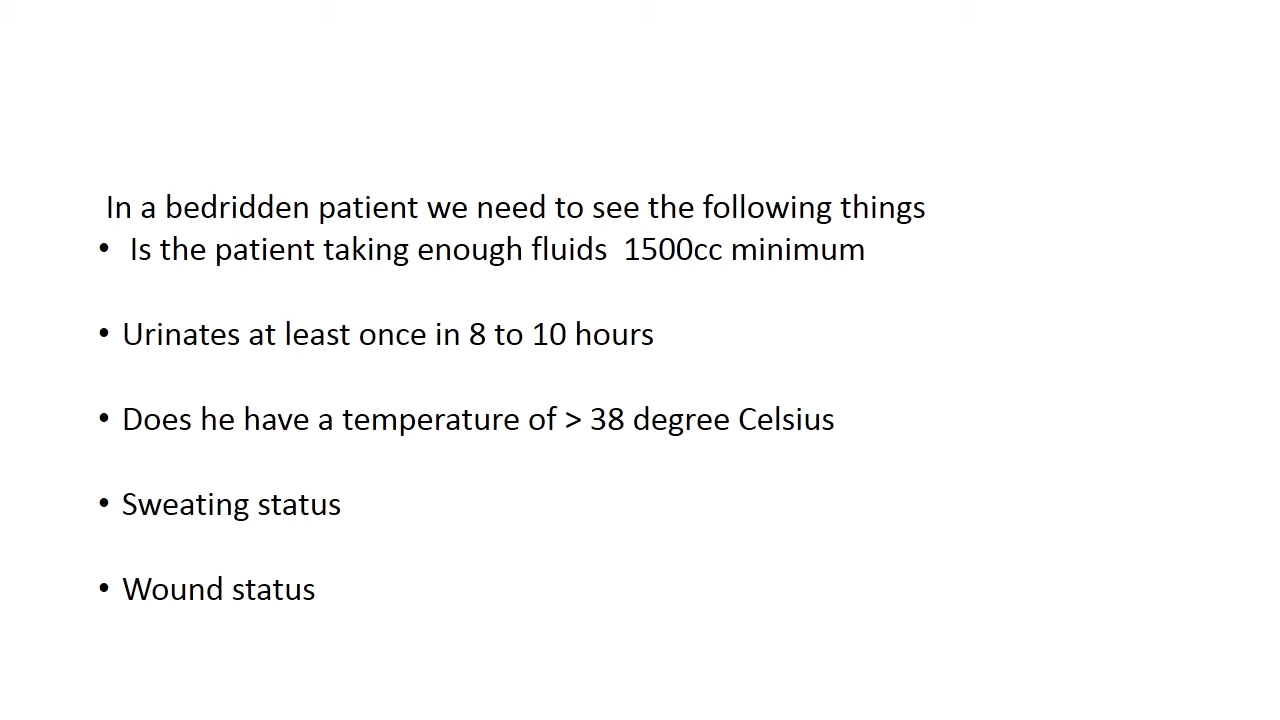 In a bedridden patient we need to see the following things
• Is the patient taking enough fluids  1500cc minimum
• Urinates at least once in 8 to 10 hours
• Does he have a temperature of > 38 degree Celsius
• Sweating status
• Wound status